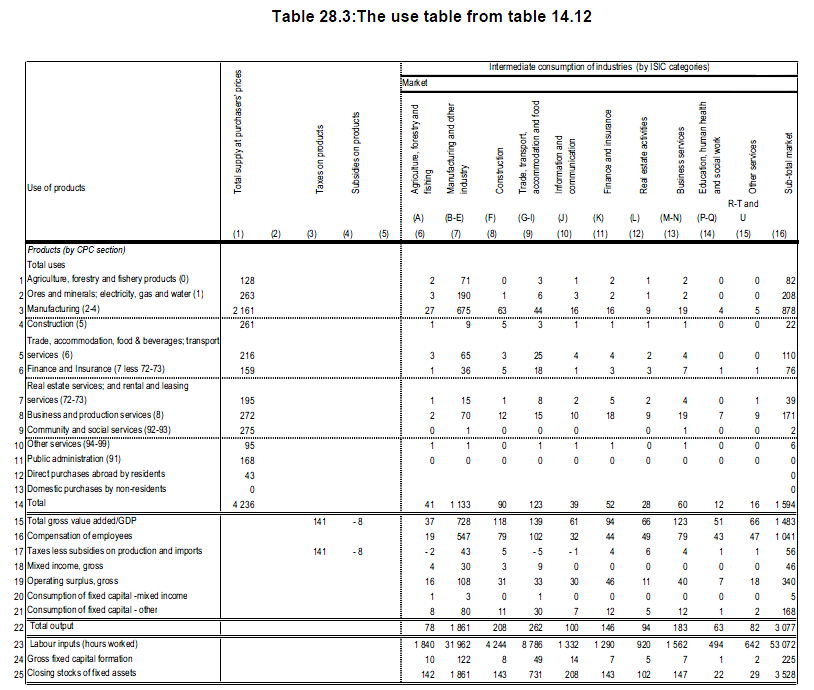 Table 28.3:The use table from table 14.12
Intermediate consumption of industries (by ISIC categories)
Market
Use of products Total supply at purchasers' prices Taxes on products Subsidies on products Agriculture, forestry and fishing Manufacturing and other industry Construction Trade, transport, accommodation and food Information and communication Finance and insurance Real estate activities Business services Education, human health and social work Other services Sub-total market
(A) (B-E) (F) (G-I) (J) (K) (L) (M-N) (P-Q) R-T and U
(1) (2) (3) (4) (5) (6) (7) (8) (9) (10) (11) (12) (13) (14) (15) (16)
Products (by CPC section)
Total uses
1 Agriculture, forestry and fishery products (0) 128 2 71 0 3 1 2 1 2 0 0 82
2 Ores and minerals; electricity, gas and water (1) 263 3 190 1 6 3 2 1 2 0 0 208
3 Manufacturing (2-4) 2 161 27 675 63 44 16 16 9 19 4 5 878
4 Construction (5) 261 1 9 5 3 1 1 1 1 0 0 22
Trade, accommodation, food & beverages; transport
5 services (6) 216 3 65 3 25 4 4 2 4 0 0 110
6 Finance and Insurance (7 less 72-73) 159 1 36 5 18 1 3 3 7 1 1 76
Real estate services; and rental and leasing
7 services (72-73) 195 1 15 1 8 2 5 2 4 0 1 39
8 Business and production services (8) 272 2 70 12 15 10 18 9 19 7 9 171
9 Community and social services (92-93) 275 0 1 0 0 0 0 0 1 0 0 2
10 Other services (94-99) 95 1 1 0 1 1 1 0 1 0 0 6
11 Public administration (91) 168 0 0 0 0 0 0 0 0 0 0 0
12 Direct purchases abroad by residents 43 0
13 Domestic purchases by non-residents 0 0
14 Total 4 236 41 1 133 90 123 39 52 28 60 12 16 1 594
15 Total gross value added/GDP 141 - 8 37 728 118 139 61 94 66 123 51 66 1 483
16 Compensation of employees 19 547 79 102 32 44 49 79 43 47 1 041
17 Taxes less subsidies on production and imports 141 - 8 - 2 43 5 - 5 - 1 4 6 4 1 1 56
18 Mixed income, gross 4 30 3 9 0 0 0 0 0 0 46
19 Operating surplus, gross 16 108 31 33 30 46 11 40 7 18 340
20 Consumption of fixed capital -mixed income 1 3 0 1 0 0 0 0 0 0 5
21 Consumption of fixed capital - other 8 80 11 30 7 12 5 12 1 2 168
22 Total output 78 1 861 208 262 100 146 94 183 63 82 3 077
23 Labour inputs (hours worked) 1 840 31 962 4 244 8 786 1 332 1 290 920 1 562 494 642 53 072
24 Gross fixed capital formation 10 122 8 49 14 7 5 7 1 2 225
25 Closing stocks of fixed assets 142 1 861 143 731 208 143 102 147 22 29 3 528